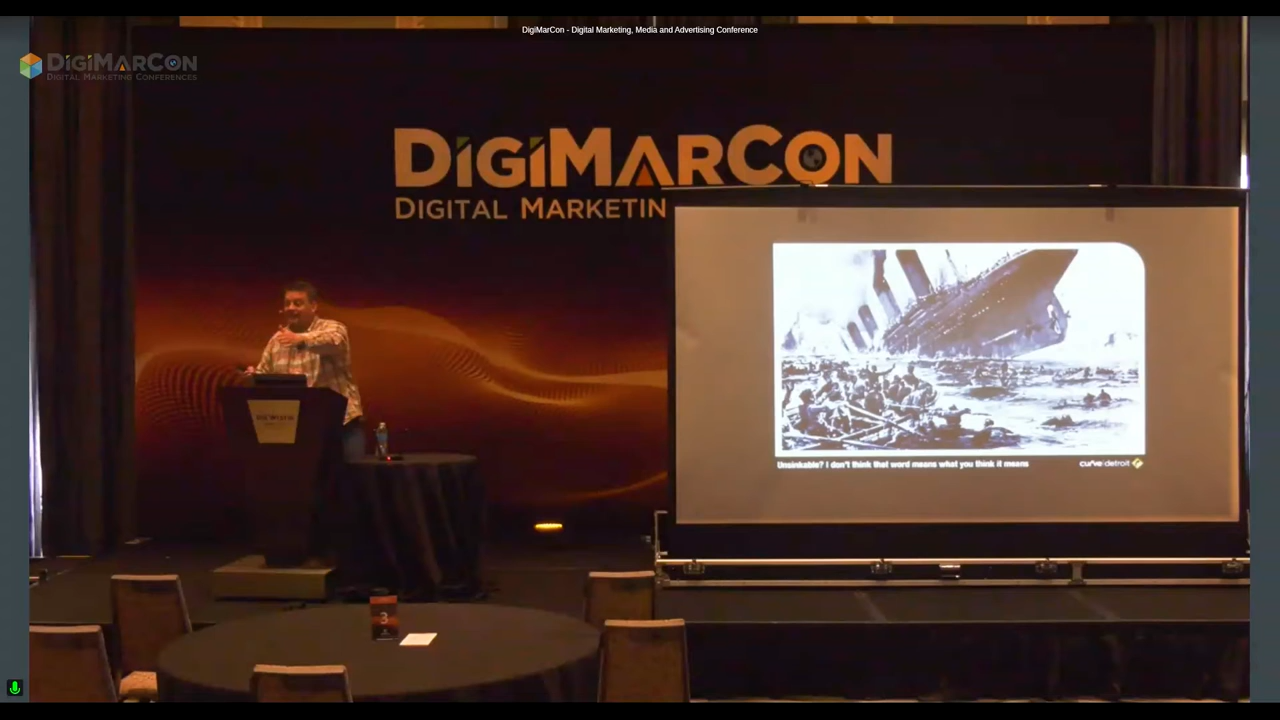 DigiMarCon - Digital Marketing, Media and Advertising Conference
DIGIMARCON
DIGITAL MARKETING CONFERENCES
DIGIMARCON
DIGITAL MARKETIN
Unsinkable? I don't think that word means what you think it means
curve detroit
3